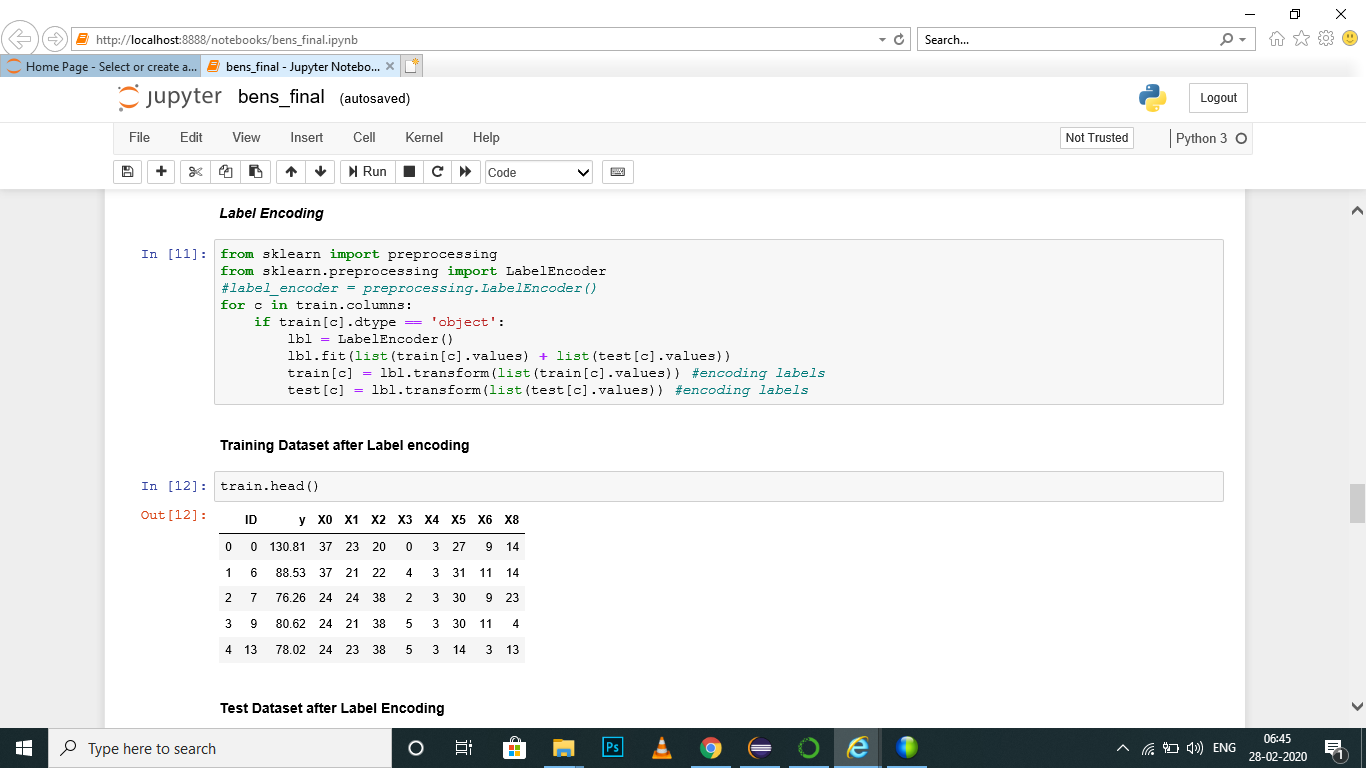 http://localhost:8888/notebooks/bens_final.ipynb
Search...
Home Page - Select or create a...
bens_final - Jupyter Notebo...
jupyter bens_final (autosaved)
Logout
File Edit View Insert Cell Kernel Help
Not Trusted
Python 3
Run
Code
Label Encoding
In [11]:
from sklearn import preprocessing
from sklearn.preprocessing import LabelEncoder
#label_encoder = preprocessing.LabelEncoder()
for c in train.columns:
    if train[c].dtype == 'object':
        lbl = LabelEncoder()
        lbl.fit(list(train[c].values) + list(test[c].values))
        train[c] = lbl.transform(list(train[c].values)) #encoding labels
        test[c] = lbl.transform(list(test[c].values)) #encoding labels
Training Dataset after Label encoding
In [12]: train.head()
Out[12]:
ID y X0 X1 X2 X3 X4 X5 X6 X8
0 0 130.81 37 23 20 0 3 27 9 14
1 6 88.53 37 21 22 4 3 31 11 14
2 7 76.26 24 24 38 2 3 30 9 23
3 9 80.62 24 21 38 5 3 30 11 4
4 13 78.02 24 23 38 5 3 14 3 13
Test Dataset after Label Encoding
Type here to search
Ps
ENG
06:45
28-02-2020
1